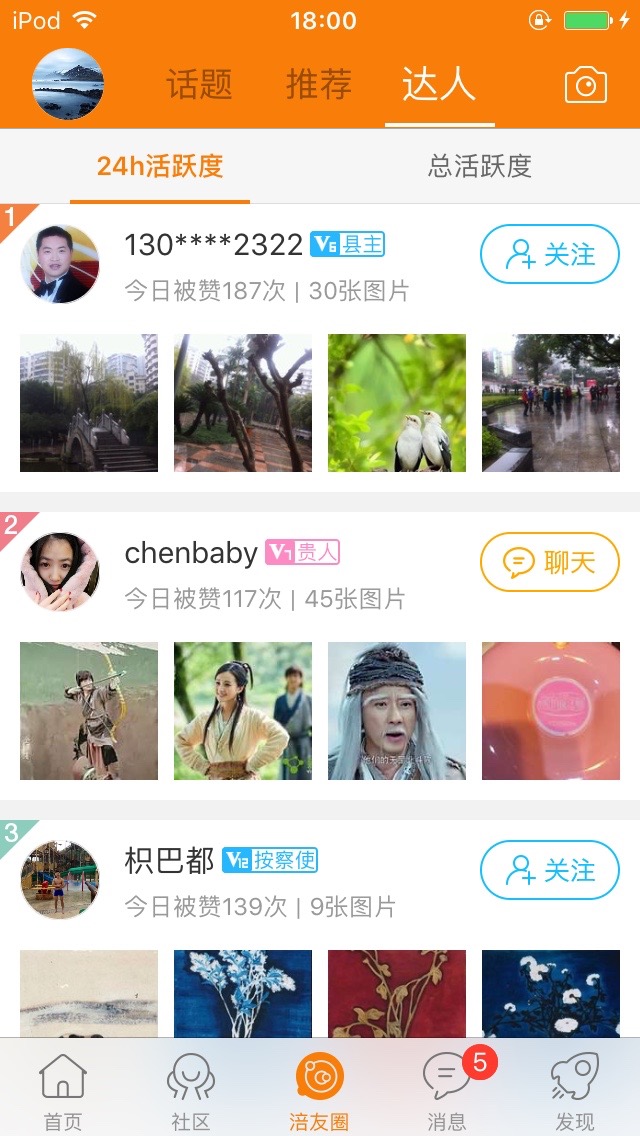 iPod 18:00
话题 推荐 达人
24h活跃度 总活跃度
1
130****2322 V6 县主
关注
今日被赞187次 | 30张图片
2
chenbaby V7 贵人
聊天
今日被赞117次 | 45张图片
3
枳巴都 V12 按察使
关注
今日被赞139次 | 9张图片
首页 社区 涪友圈 消息 5 发现